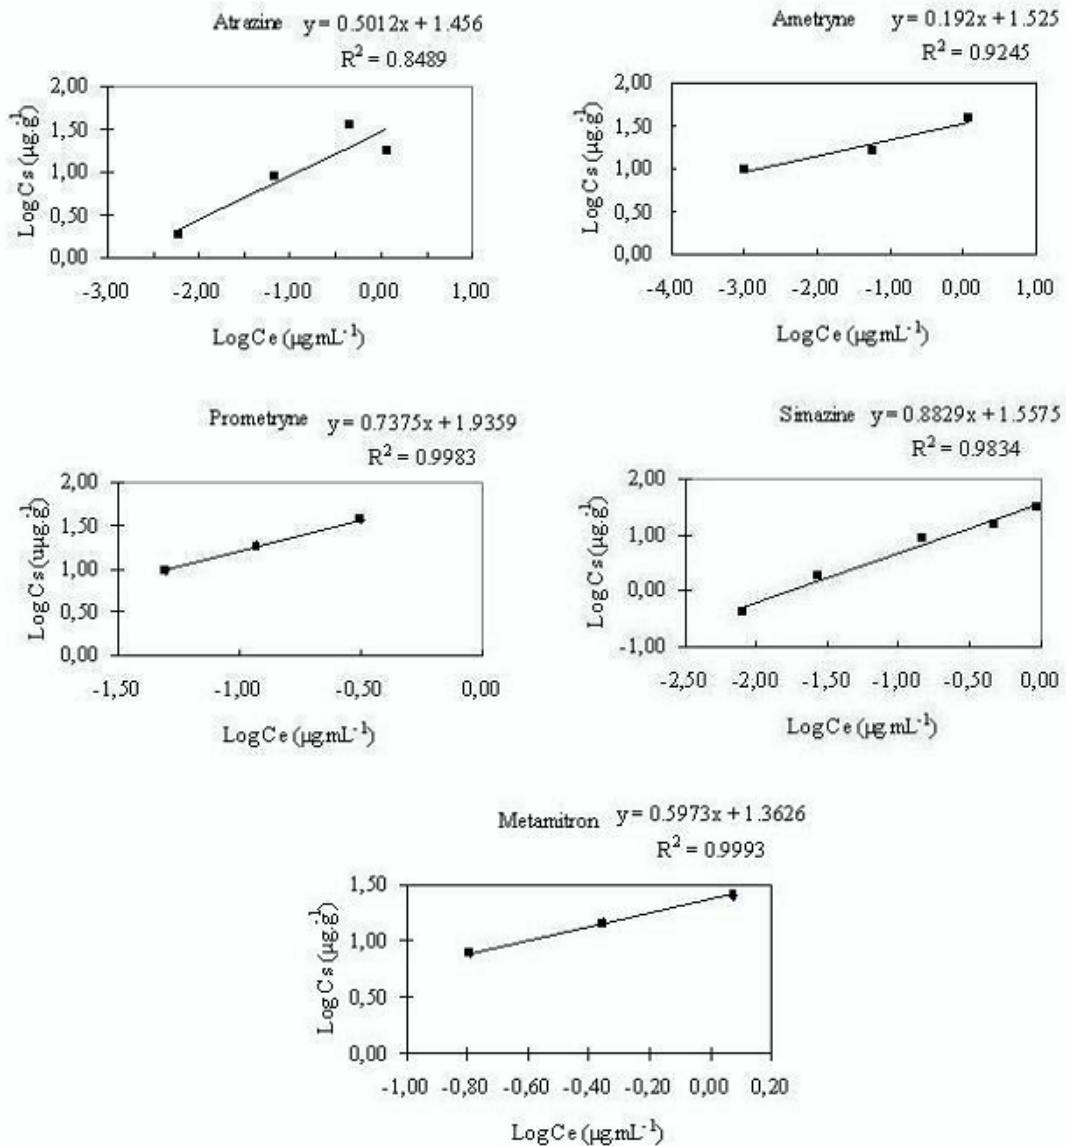 Atrazine y = 0.5012x + 1.456
R² = 0.8489
Log Cs (µg.g⁻¹)
2,00
1,50
1,00
0,50
0,00
-3,00 -2,00 -1,00 0,00 1,00
Log Ce (µg.mL⁻¹)
Ametryne y = 0.192x + 1.525
R² = 0.9245
Log Cs (µg.g⁻¹)
2,00
1,50
1,00
0,50
0,00
-4,00 -3,00 -2,00 -1,00 0,00 1,00
Log Ce (µg.mL⁻¹)
Prometryne y = 0.7375x + 1.9359
R² = 0.9983
Log Cs (uµg.g⁻¹)
2,00
1,50
1,00
0,50
0,00
-1,50 -1,00 -0,50 0,00
Log Ce (µg.mL⁻¹)
Simazine y = 0.8829x + 1.5575
R² = 0.9834
Log Cs (µg.g⁻¹)
2,00
1,00
0,00
-1,00
-2,50 -2,00 -1,50 -1,00 -0,50 0,00
Log Ce (µg.mL⁻¹)
Metamitron y = 0.5973x + 1.3626
R² = 0.9993
Log Cs (µg.g⁻¹)
1,50
1,00
0,50
0,00
-1,00 -0,80 -0,60 -0,40 -0,20 0,00 0,20
Log Ce (µg.mL⁻¹)